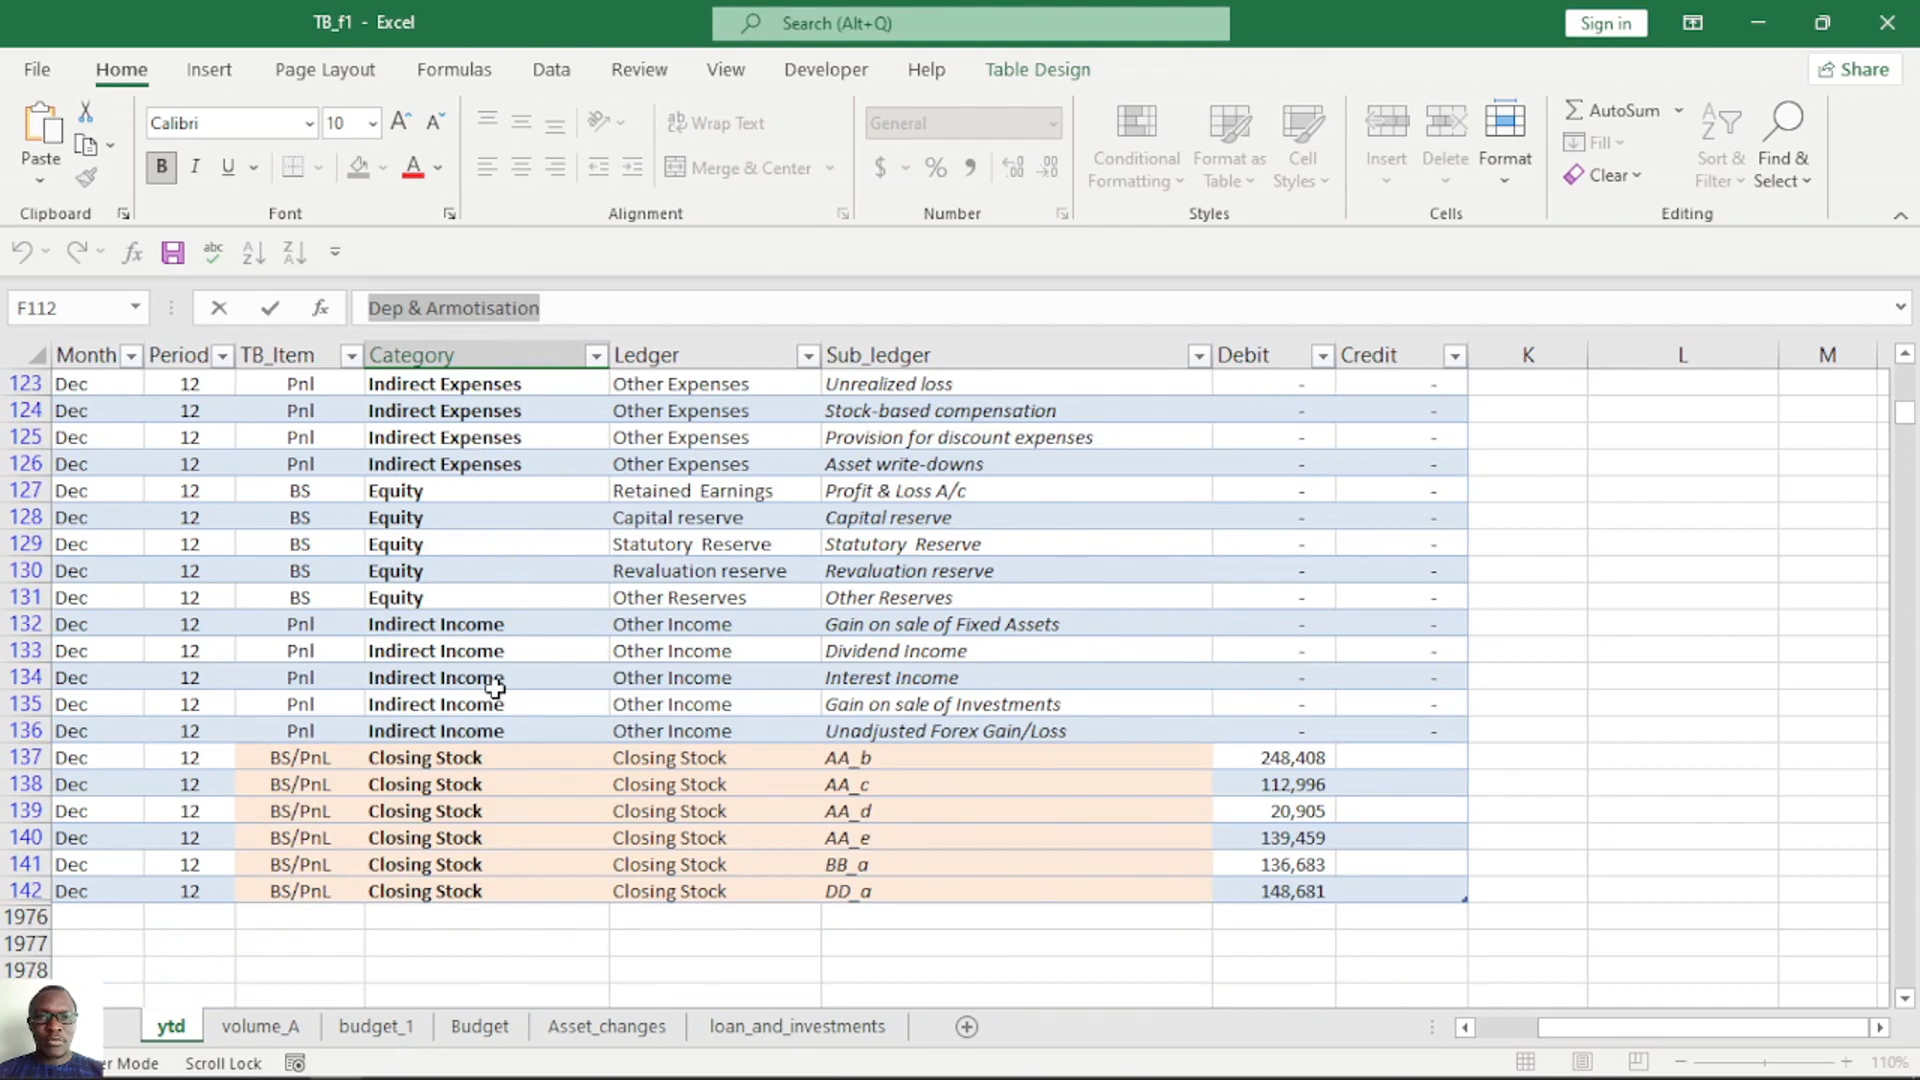 TB_f1 - Excel
Search (Alt+Q)
Sign in
File Home Insert Page Layout Formulas Data Review View Developer Help Table Design
Share
Calibri 10
Wrap Text
General
AutoSum
Fill
Clear
Paste
B I U A
Merge & Center
$ % 9
Conditional Formatting
Format as Table
Cell Styles
Insert
Delete
Format
Sort & Filter
Find & Select
Clipboard Font Alignment Number Styles Cells Editing
F112
fx
Dep & Armotisation
Month Period TB_Item Category Ledger Sub_ledger Debit Credit K L M
123 Dec 12 Pnl Indirect Expenses Other Expenses Unrealized loss - -
124 Dec 12 Pnl Indirect Expenses Other Expenses Stock-based compensation - -
125 Dec 12 Pnl Indirect Expenses Other Expenses Provision for discount expenses - -
126 Dec 12 Pnl Indirect Expenses Other Expenses Asset write-downs - -
127 Dec 12 BS Equity Retained Earnings Profit & Loss A/c - -
128 Dec 12 BS Equity Capital reserve Capital reserve - -
129 Dec 12 BS Equity Statutory Reserve Statutory Reserve - -
130 Dec 12 BS Equity Revaluation reserve Revaluation reserve - -
131 Dec 12 BS Equity Other Reserves Other Reserves - -
132 Dec 12 Pnl Indirect Income Other Income Gain on sale of Fixed Assets - -
133 Dec 12 Pnl Indirect Income Other Income Dividend Income - -
134 Dec 12 Pnl Indirect Income Other Income Interest Income - -
135 Dec 12 Pnl Indirect Income Other Income Gain on sale of Investments - -
136 Dec 12 Pnl Indirect Income Other Income Unadjusted Forex Gain/Loss - -
137 Dec 12 BS/PnL Closing Stock Closing Stock AA_b 248,408
138 Dec 12 BS/PnL Closing Stock Closing Stock AA_c 112,996
139 Dec 12 BS/PnL Closing Stock Closing Stock AA_d 20,905
140 Dec 12 BS/PnL Closing Stock Closing Stock AA_e 139,459
141 Dec 12 BS/PnL Closing Stock Closing Stock BB_a 136,683
142 Dec 12 BS/PnL Closing Stock Closing Stock DD_a 148,681
1976
1977
1978
ytd volume_A budget_1 Budget Asset_changes loan_and_investments
er Mode Scroll Lock
110%